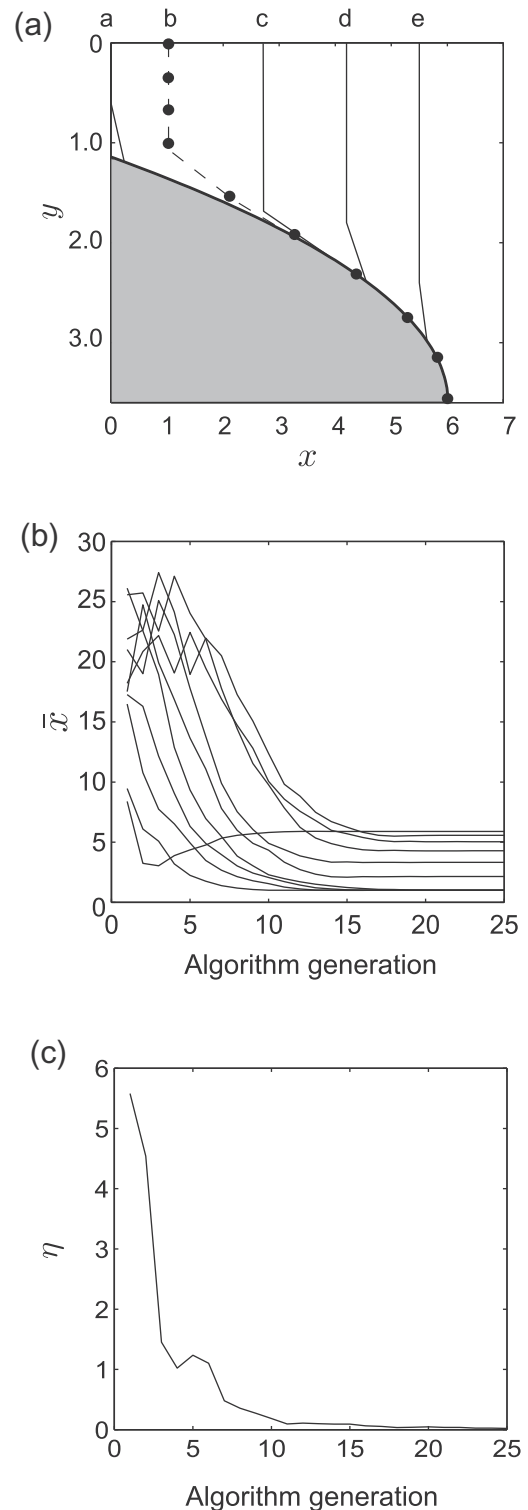 (a)
a b c d e
0
1.0
2.0
3.0
y
0 1 2 3 4 5 6 7
x
(b)
30
25
20
15
10
5
0
x̄
0 5 10 15 20 25
Algorithm generation
(c)
6
5
4
3
2
1
0
η
0 5 10 15 20 25
Algorithm generation